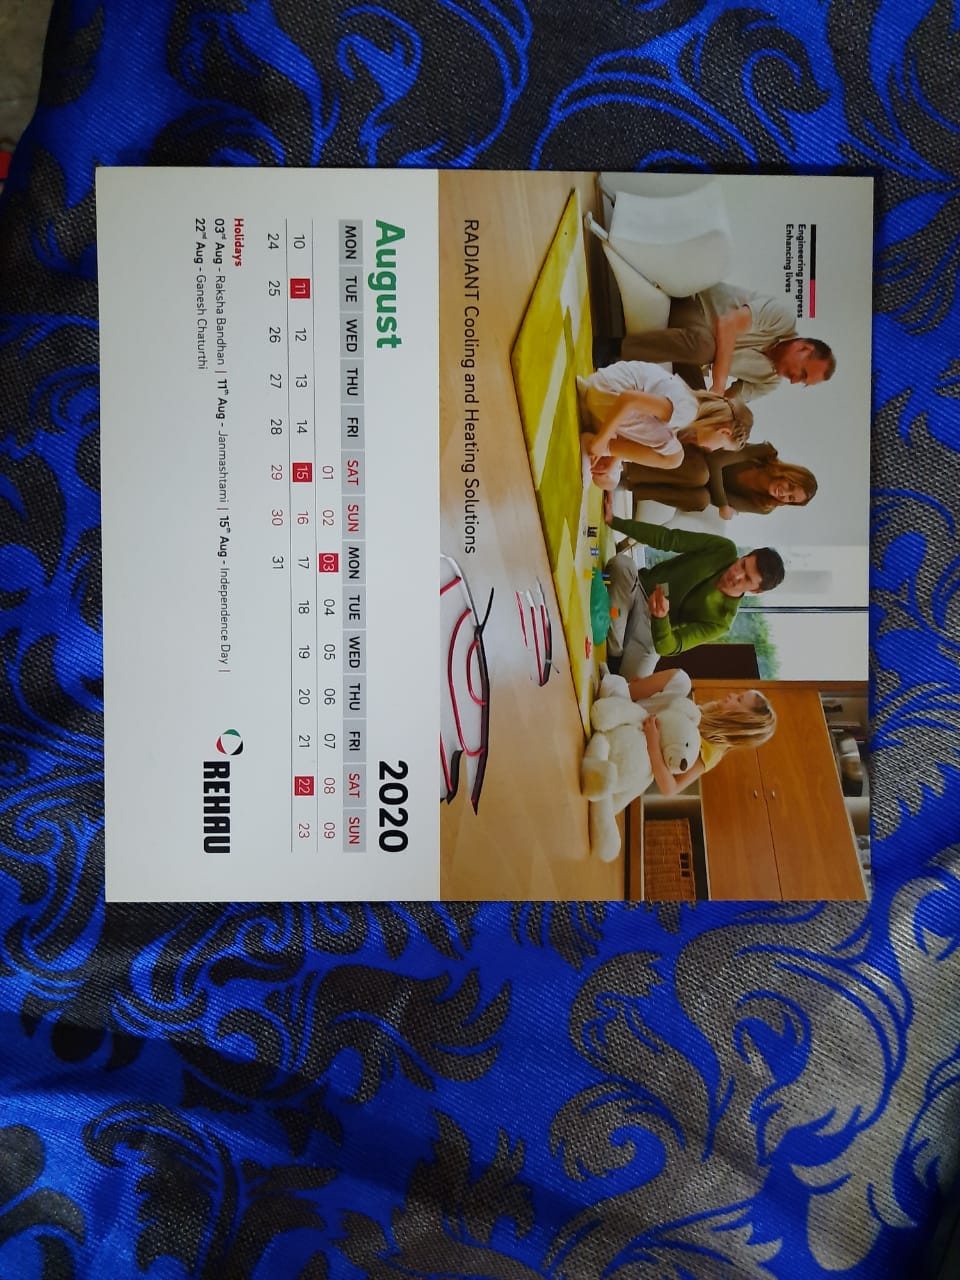 Engineering progress
Enhancing lives
RADIANT Cooling and Heating Solutions
August 2020
MON TUE WED THU FRI SAT SUN MON TUE WED THU FRI SAT SUN
01 02 03 04 05 06 07 08 09
10 11 12 13 14 15 16 17 18 19 20 21 22 23
24 25 26 27 28 29 30 31
Holidays
03rd Aug - Raksha Bandhan | 11th Aug - Janmashtami | 15th Aug - Independence Day |
22nd Aug - Ganesh Chaturthi
REHAU